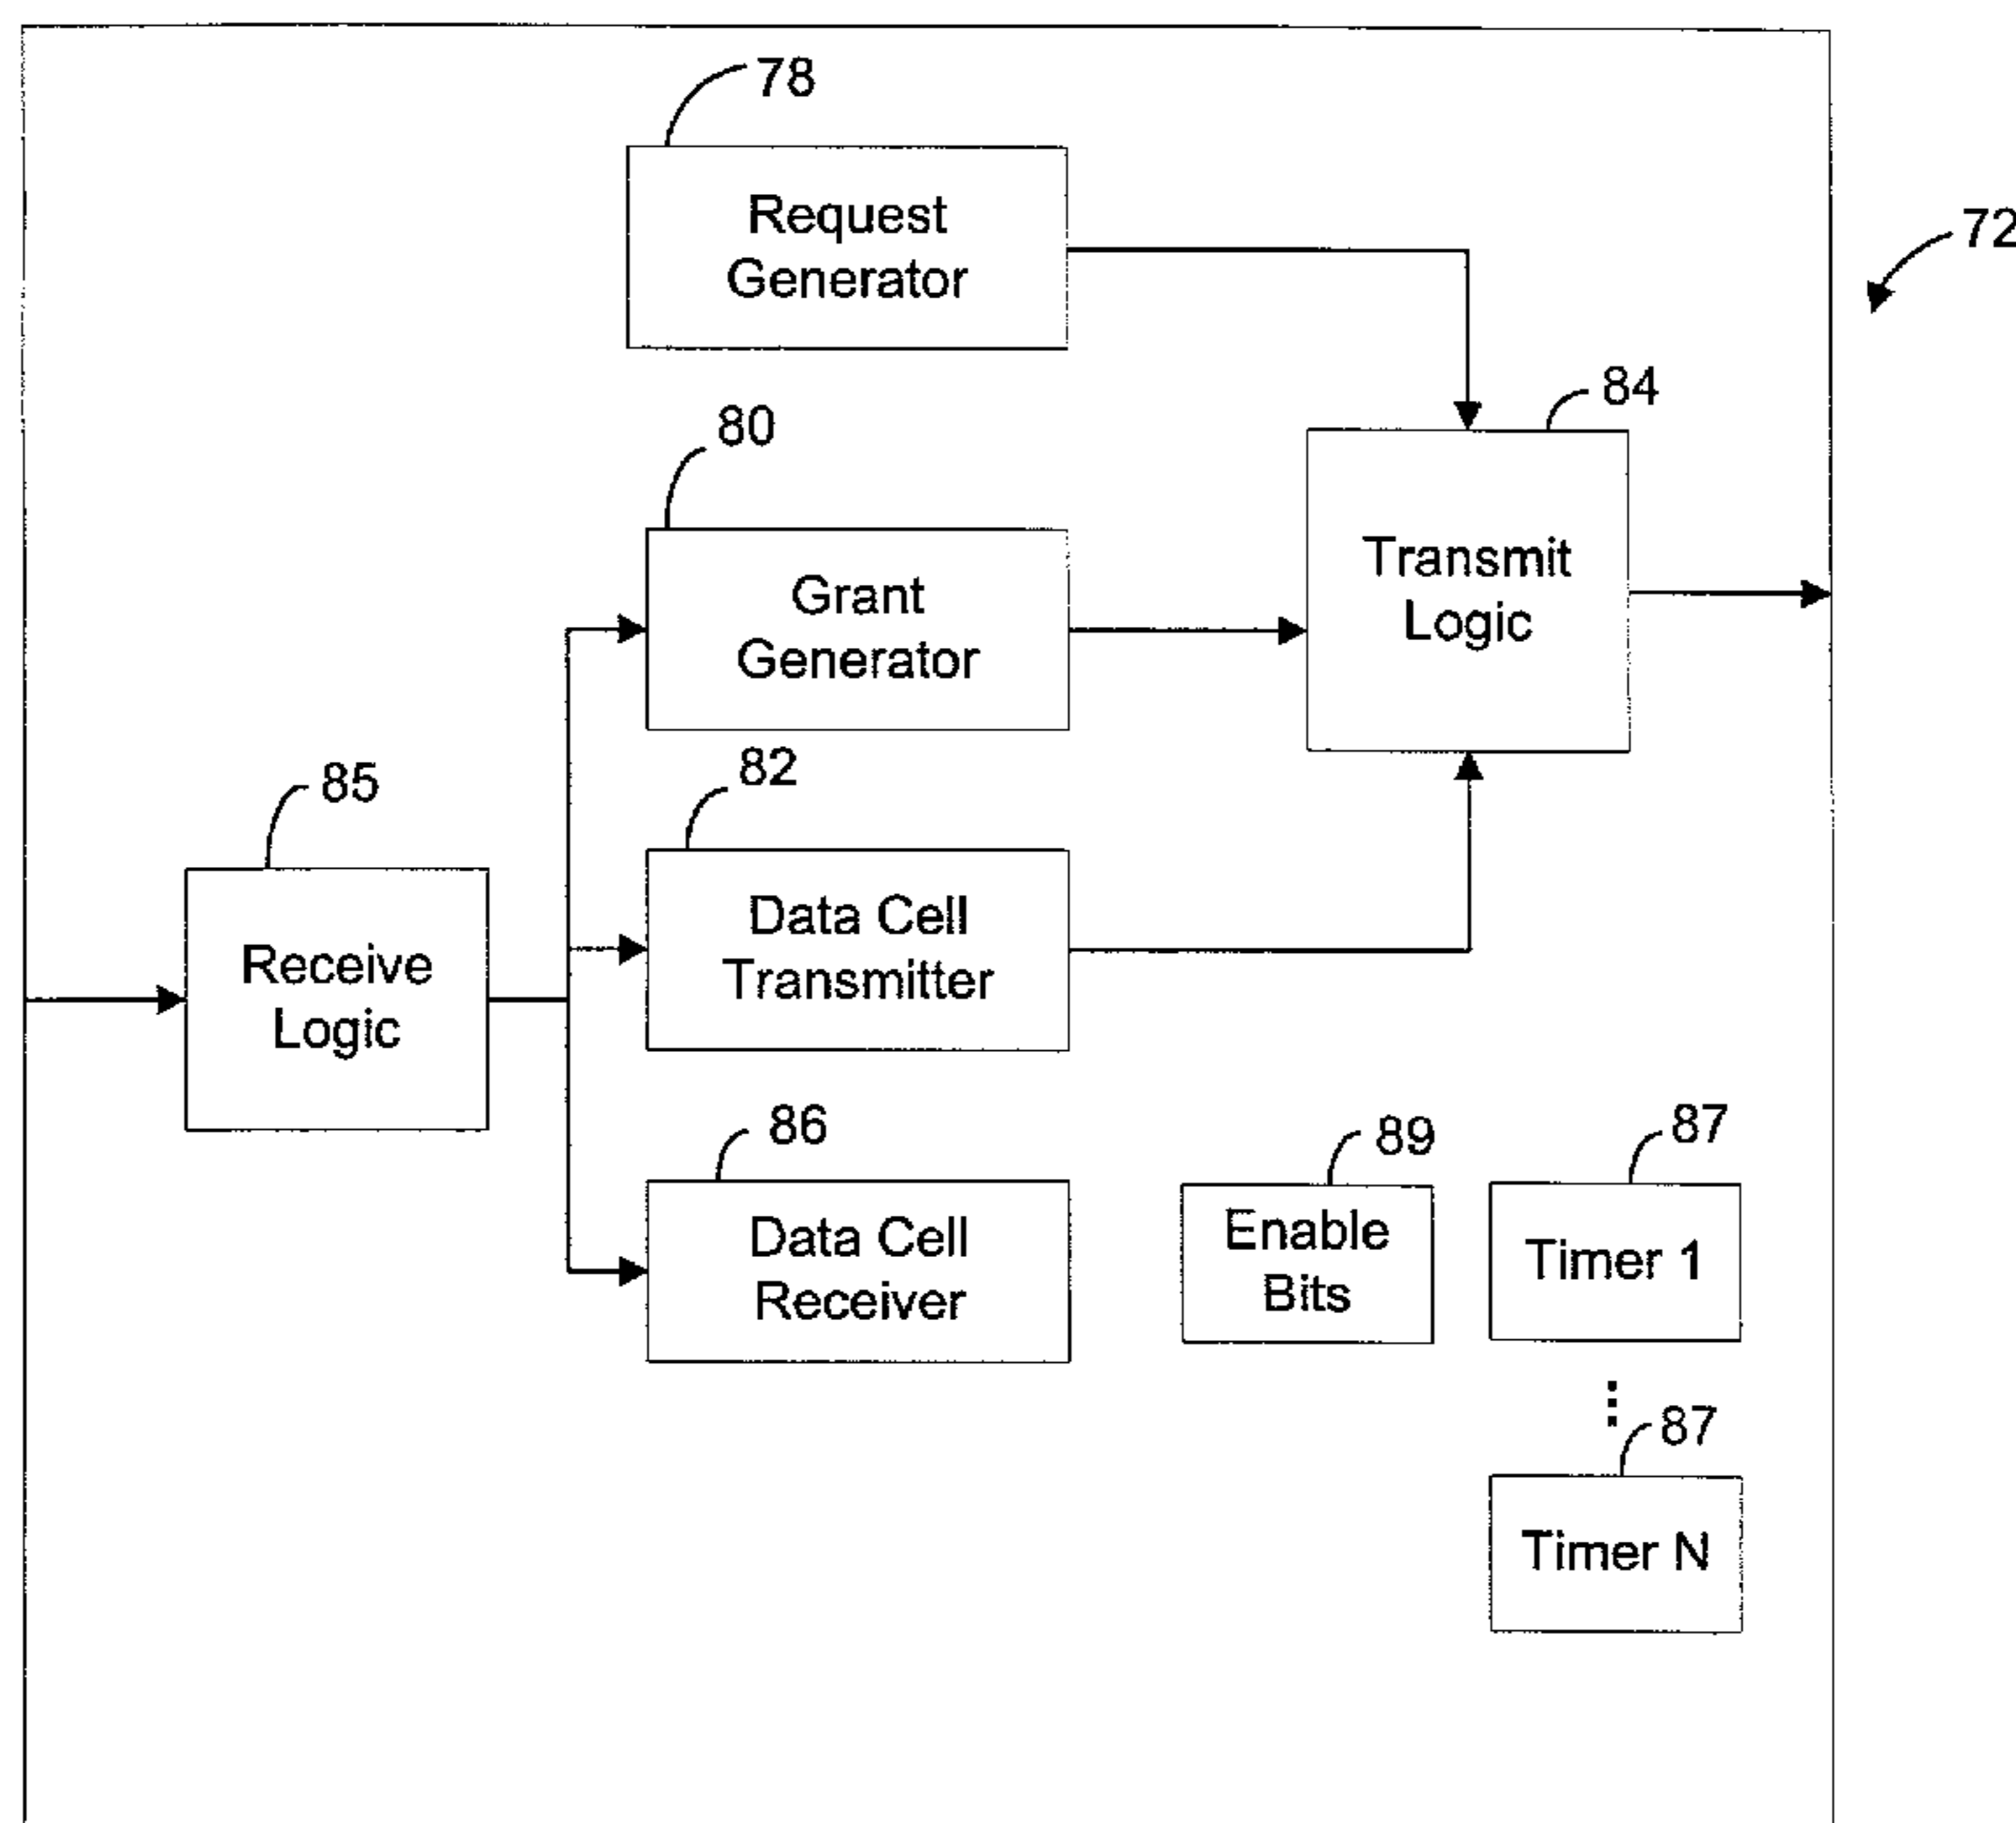 78
Request
Generator
72
84
80
Transmit
Logic
Grant
Generator
82
85
Data Cell
Transmitter
Receive
Logic
86
89
87
Data Cell
Receiver
Enable
Bits
Timer 1
87
Timer N